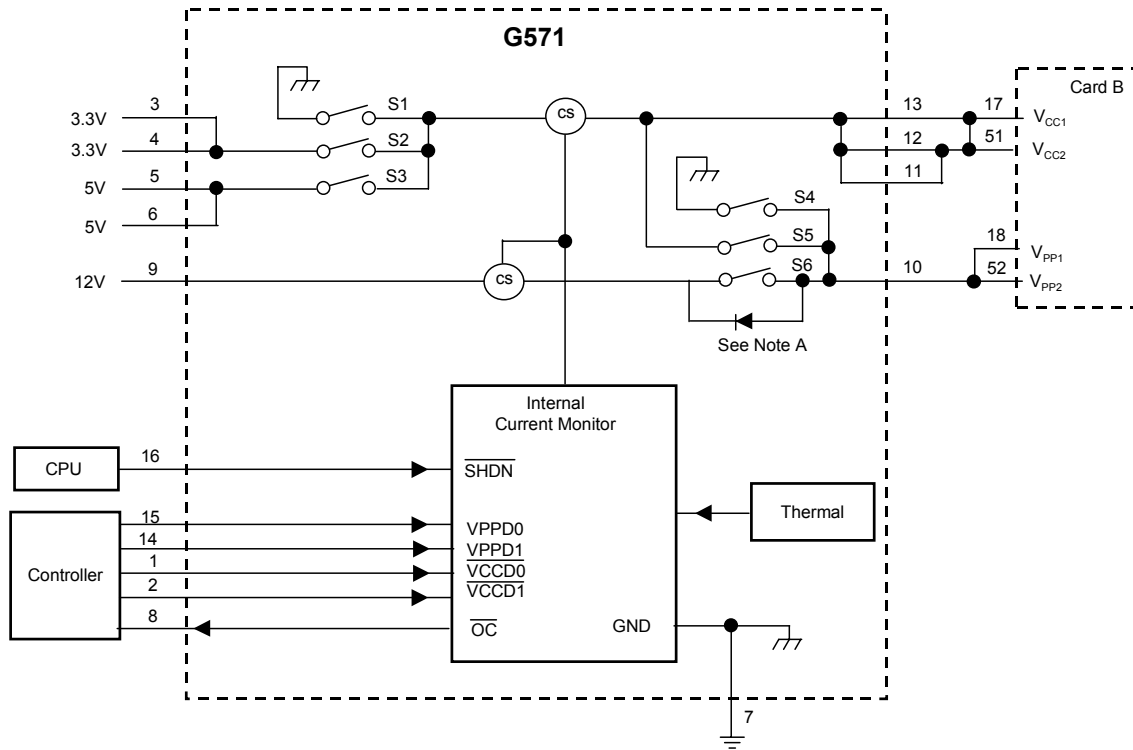 G571
Card B
3 S1 13 17
3.3V CS VCC1
4 S2 12 51
3.3V VCC2
5 S3 11
5V
6 S4
5V
S5 18
VPP1
9 S6 10 52
12V CS VPP2
See Note A
Internal
Current Monitor
16
CPU SHDN
15 Thermal
VPPD0
14
VPPD1
1
Controller VCCD0
2
VCCD1
8
OC GND
7